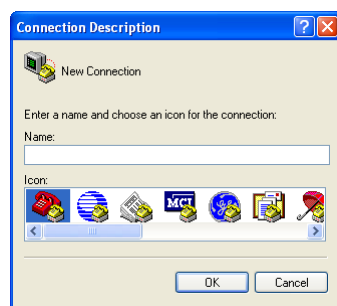 Connection Description
New Connection
Enter a name and choose an icon for the connection:
Name:
Icon:
MCI
OK Cancel